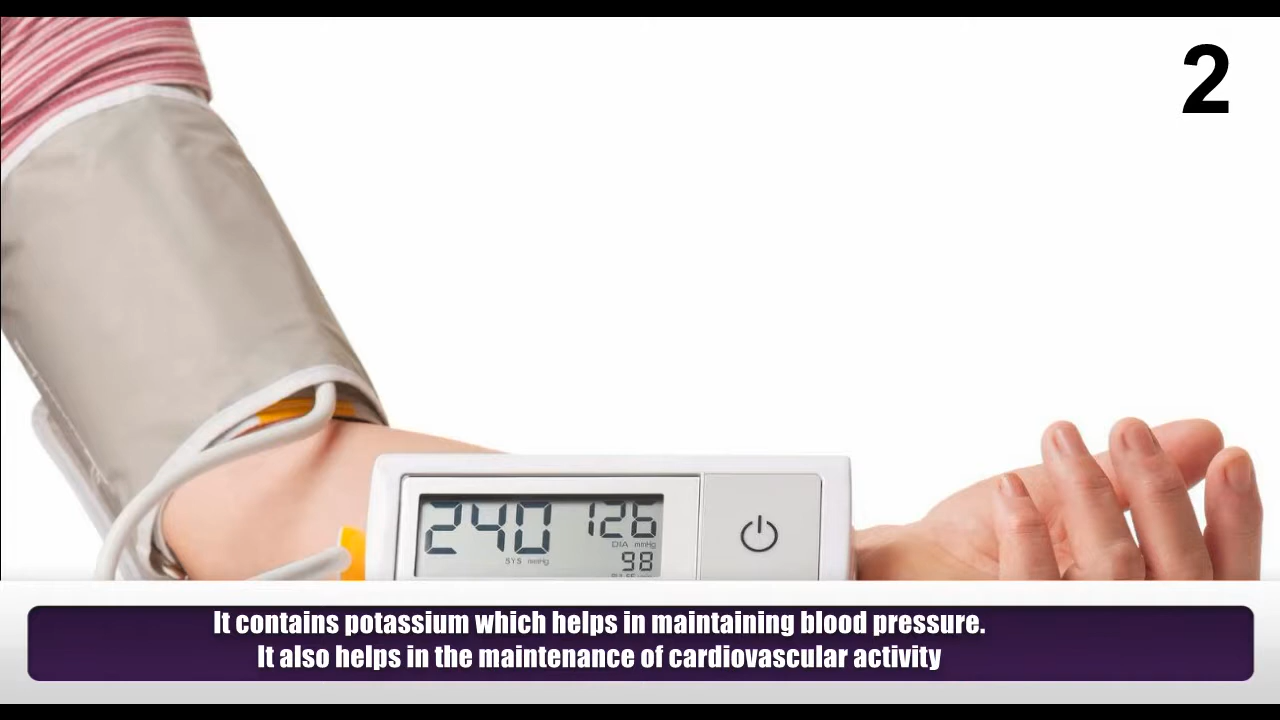 2
240
126
SYS mmHg
DIA mmHg
98
It contains potassium which helps in maintaining blood pressure.
It also helps in the maintenance of cardiovascular activity